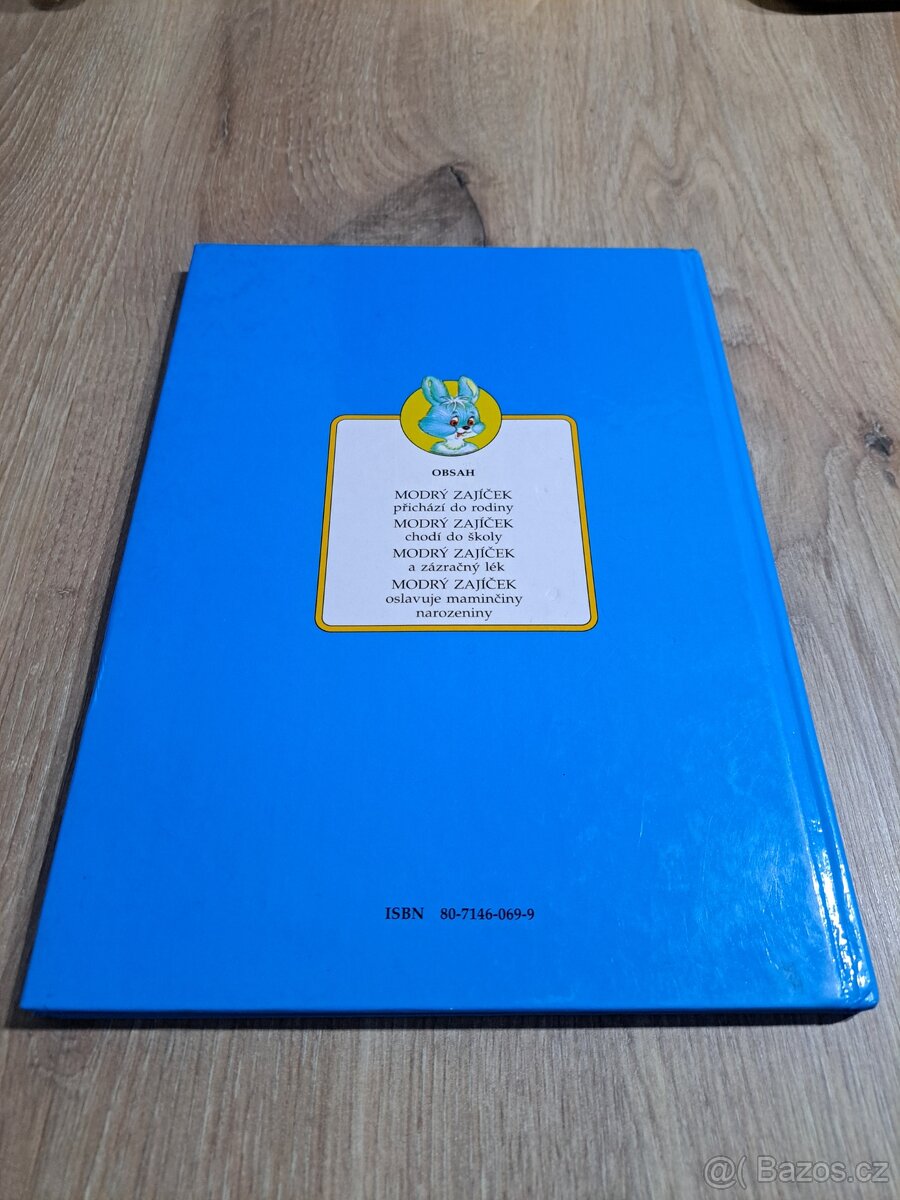 OBSAH
MODRÝ ZAJÍČEK
přichází do rodiny
MODRÝ ZAJÍČEK
chodí do školy
MODRÝ ZAJÍČEK
a zázračný lék
MODRÝ ZAJÍČEK
oslavuje maminčiny
narozeniny
ISBN 80-7146-069-9
@( Bazos.cz